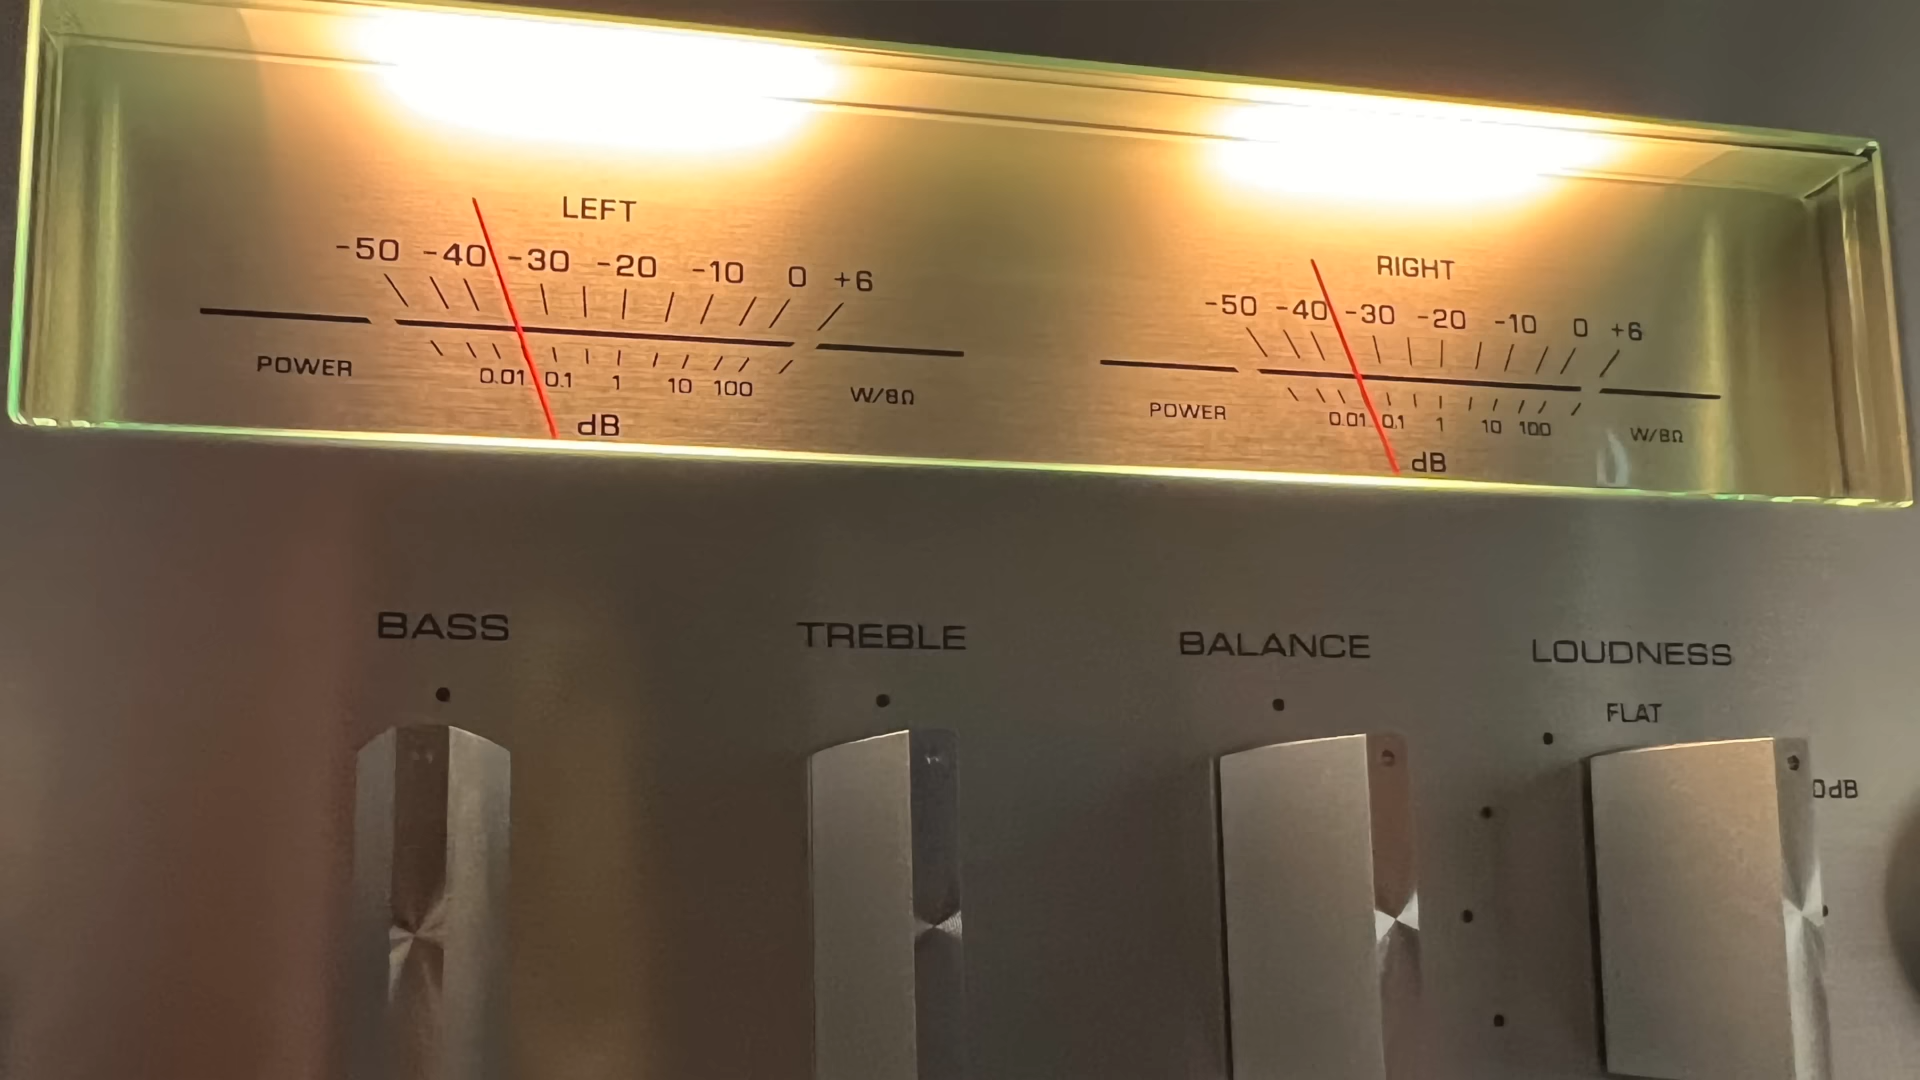 LEFT
-50 -40 -30 -20 -10 0 +6
POWER 0.01 0.1 1 10 100 W/8Ω
dB
RIGHT
-50 -40 -30 -20 -10 0 +6
POWER 0.01 0.1 1 10 100 W/8Ω
dB
BASS
TREBLE
BALANCE
LOUDNESS
FLAT
0dB